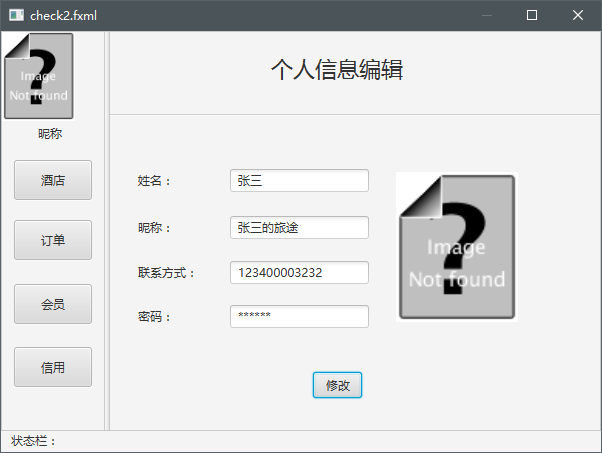 check2.fxml
Image
Not found
昵称
酒店
订单
会员
信用
个人信息编辑
姓名：
张三
昵称：
张三的旅途
联系方式：
123400003232
密码：
******
Image
Not found
修改
状态栏：